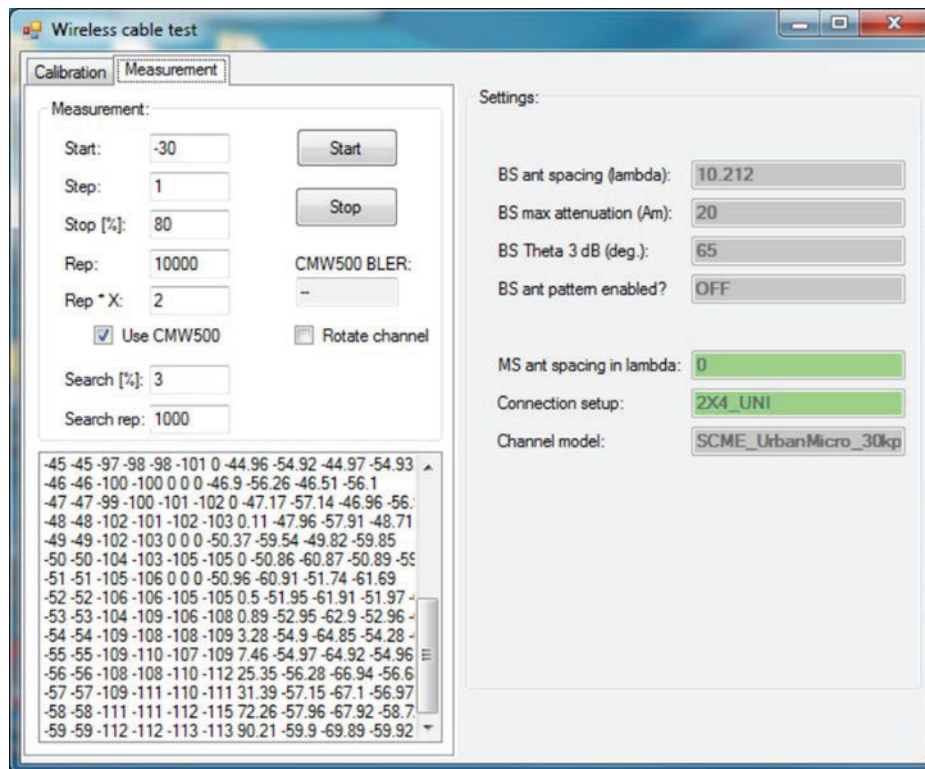 Wireless cable test
Calibration Measurement
Measurement:
Start: -30 Start
Step: 1
Stop [%]: 80 Stop
Rep: 10000 CMW500 BLER:
Rep * X: 2 --
Use CMW500 Rotate channel
Search [%]: 3
Search rep: 1000
-45 -45 -97 -98 -98 -101 0 -44.96 -54.92 -44.97 -54.93
-46 -46 -100 -100 0 0 0 -46.9 -56.26 -46.51 -56.1
-47 -47 -99 -100 -101 -102 0 -47.17 -57.14 -46.96 -56.
-48 -48 -102 -101 -102 -103 0.11 -47.96 -57.91 -48.71
-49 -49 -102 -103 0 0 0 -50.37 -59.54 -49.82 -59.85
-50 -50 -104 -103 -105 -105 0 -50.86 -60.87 -50.89 -59
-51 -51 -105 -106 0 0 0 -50.96 -60.91 -51.74 -61.69
-52 -52 -106 -106 -105 -105 0.5 -51.95 -61.91 -51.97
-53 -53 -104 -109 -106 -108 0.89 -52.95 -62.9 -52.96
-54 -54 -109 -108 -108 -109 3.28 -54.9 -64.85 -54.28
-55 -55 -109 -110 -107 -109 7.46 -54.97 -64.92 -54.96
-56 -56 -108 -108 -110 -112 25.35 -56.28 -66.94 -56.6
-57 -57 -109 -111 -110 -111 31.39 -57.15 -67.1 -56.97
-58 -58 -111 -111 -112 -115 72.26 -57.96 -67.92 -58.7
-59 -59 -112 -112 -113 -113 90.21 -59.9 -69.89 -59.92
Settings:
BS ant spacing (lambda): 10.212
BS max attenuation (Am): 20
BS Theta 3 dB (deg.): 65
BS ant pattern enabled? OFF
MS ant spacing in lambda: 0
Connection setup: 2X4_UNI
Channel model: SCME_UrbanMicro_30kp